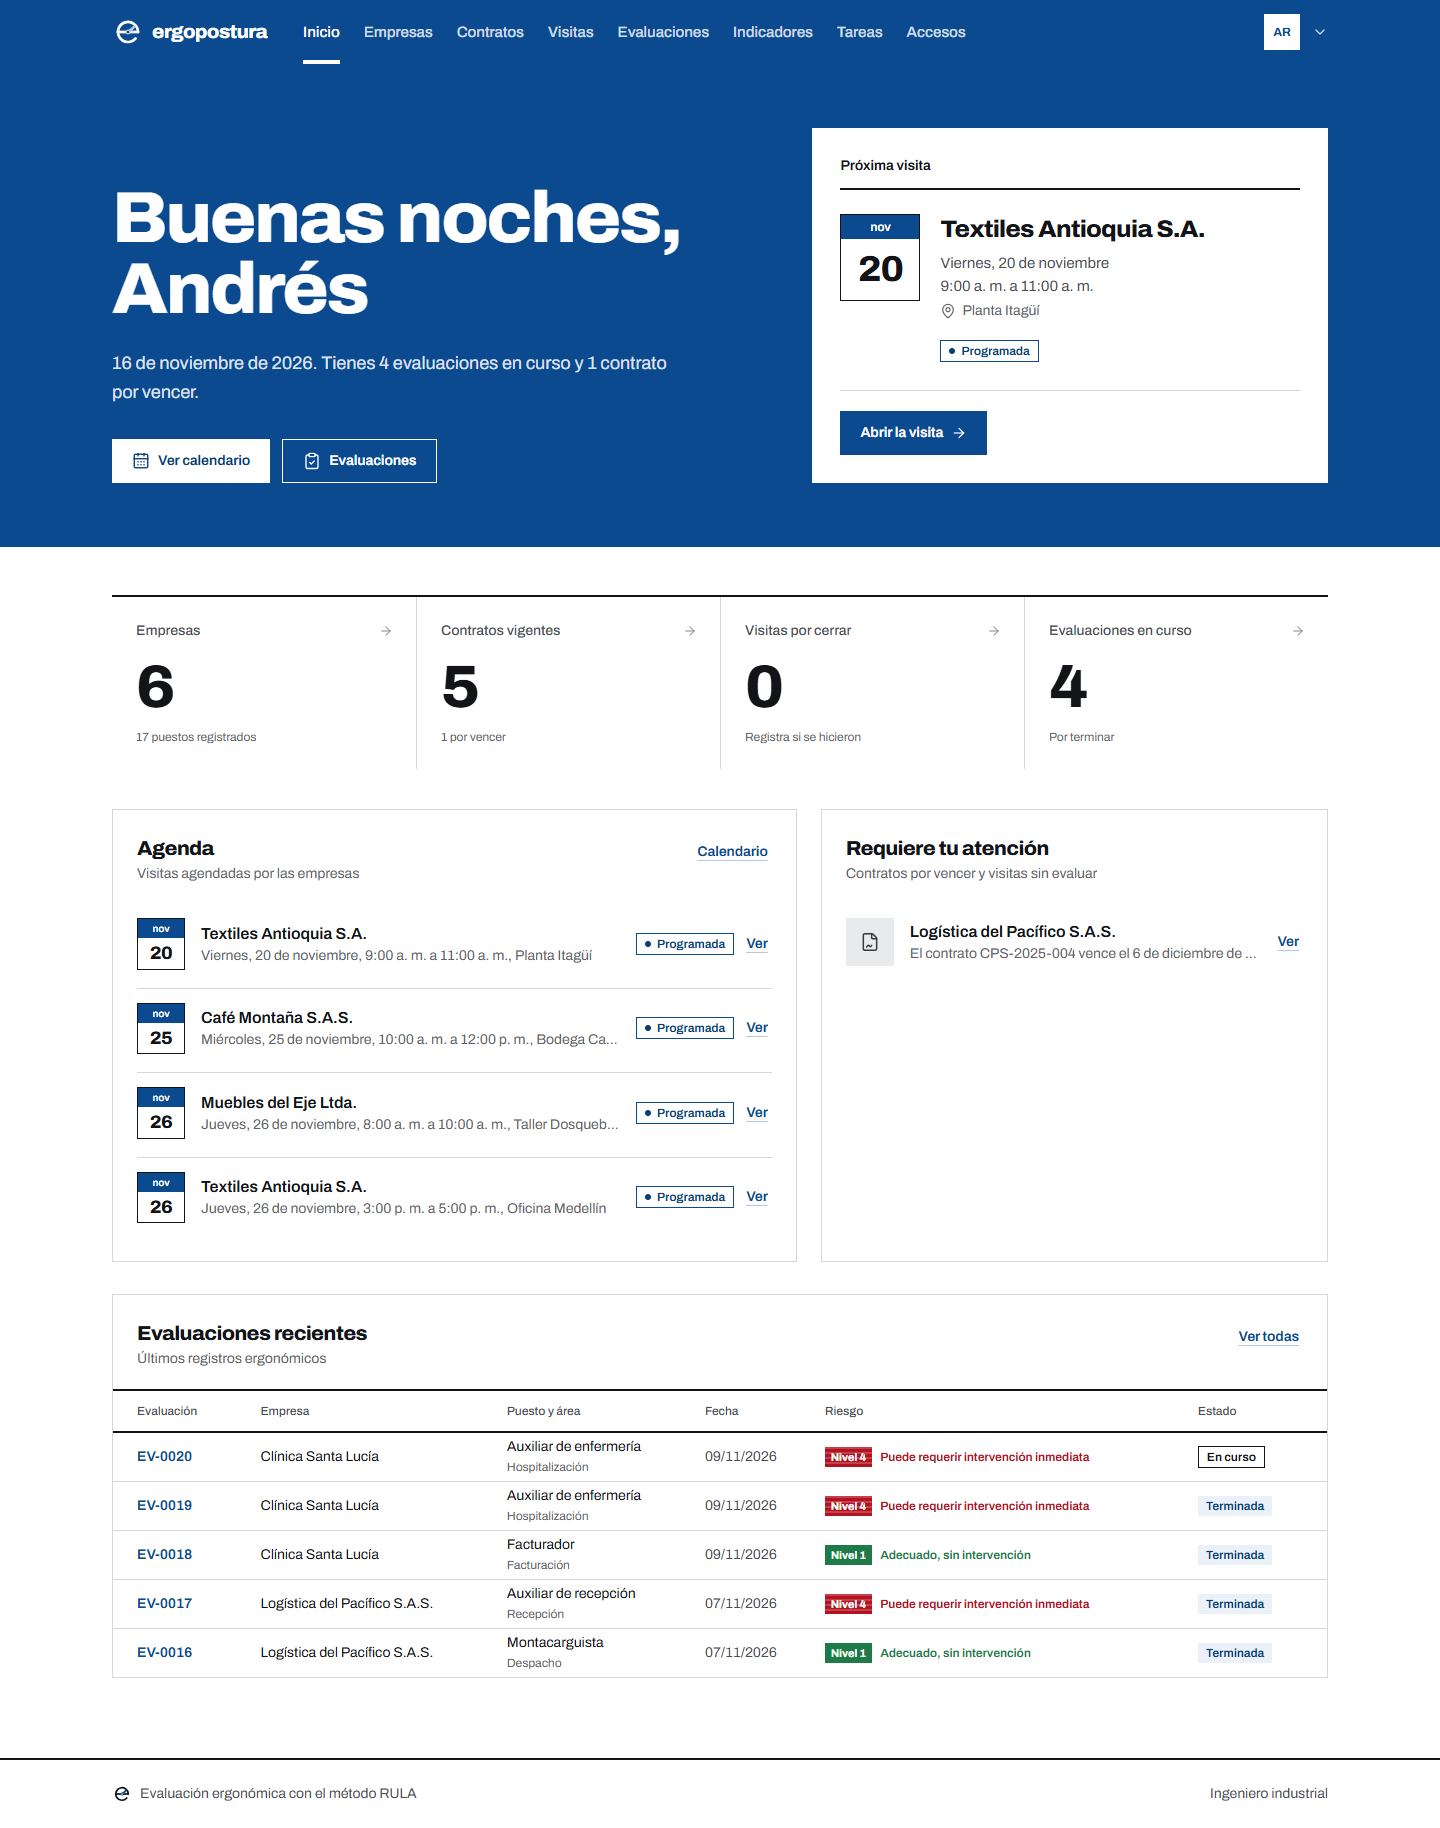 ergopostura
Inicio Empresas Contratos Visitas Evaluaciones Indicadores Tareas Accesos
AR
Buenas noches,
Andrés
16 de noviembre de 2026. Tienes 4 evaluaciones en curso y 1 contrato
por vencer.
Ver calendario
Evaluaciones
Próxima visita
nov
20
Textiles Antioquia S.A.
Viernes, 20 de noviembre
9:00 a. m. a 11:00 a. m.
Planta Itagüí
Programada
Abrir la visita
Empresas
6
17 puestos registrados
Contratos vigentes
5
1 por vencer
Visitas por cerrar
0
Registra si se hicieron
Evaluaciones en curso
4
Por terminar
Agenda
Visitas agendadas por las empresas
Calendario
nov
20
Textiles Antioquia S.A.
Viernes, 20 de noviembre, 9:00 a. m. a 11:00 a. m., Planta Itagüí
Programada
Ver
nov
25
Café Montaña S.A.S.
Miércoles, 25 de noviembre, 10:00 a. m. a 12:00 p. m., Bodega Ca...
Programada
Ver
nov
26
Muebles del Eje Ltda.
Jueves, 26 de noviembre, 8:00 a. m. a 10:00 a. m., Taller Dosqueb...
Programada
Ver
nov
26
Textiles Antioquia S.A.
Jueves, 26 de noviembre, 3:00 p. m. a 5:00 p. m., Oficina Medellín
Programada
Ver
Requiere tu atención
Contratos por vencer y visitas sin evaluar
Logística del Pacífico S.A.S.
El contrato CPS-2025-004 vence el 6 de diciembre de ...
Ver
Evaluaciones recientes
Últimos registros ergonómicos
Ver todas
Evaluación Empresa Puesto y área Fecha Riesgo Estado
EV-0020 Clínica Santa Lucía Auxiliar de enfermería 09/11/2026 Nivel 4 Puede requerir intervención inmediata En curso
Hospitalización
EV-0019 Clínica Santa Lucía Auxiliar de enfermería 09/11/2026 Nivel 4 Puede requerir intervención inmediata Terminada
Hospitalización
EV-0018 Clínica Santa Lucía Facturador 09/11/2026 Nivel 1 Adecuado, sin intervención Terminada
Facturación
EV-0017 Logística del Pacífico S.A.S. Auxiliar de recepción 07/11/2026 Nivel 4 Puede requerir intervención inmediata Terminada
Recepción
EV-0016 Logística del Pacífico S.A.S. Montacarguista 07/11/2026 Nivel 1 Adecuado, sin intervención Terminada
Despacho
Evaluación ergonómica con el método RULA
Ingeniero industrial